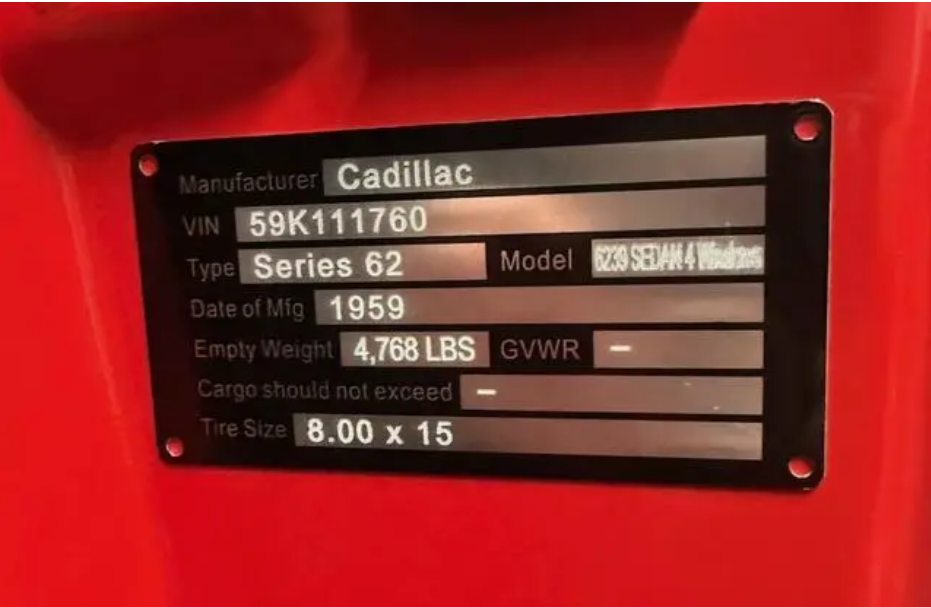 Manufacturer Cadillac
VIN 59K111760
Type Series 62 Model 6239 SEDAN 4 Windows
Date of Mfg 1959
Empty Weight 4,768 LBS GVWR –
Cargo should not exceed –
Tire Size 8.00 x 15